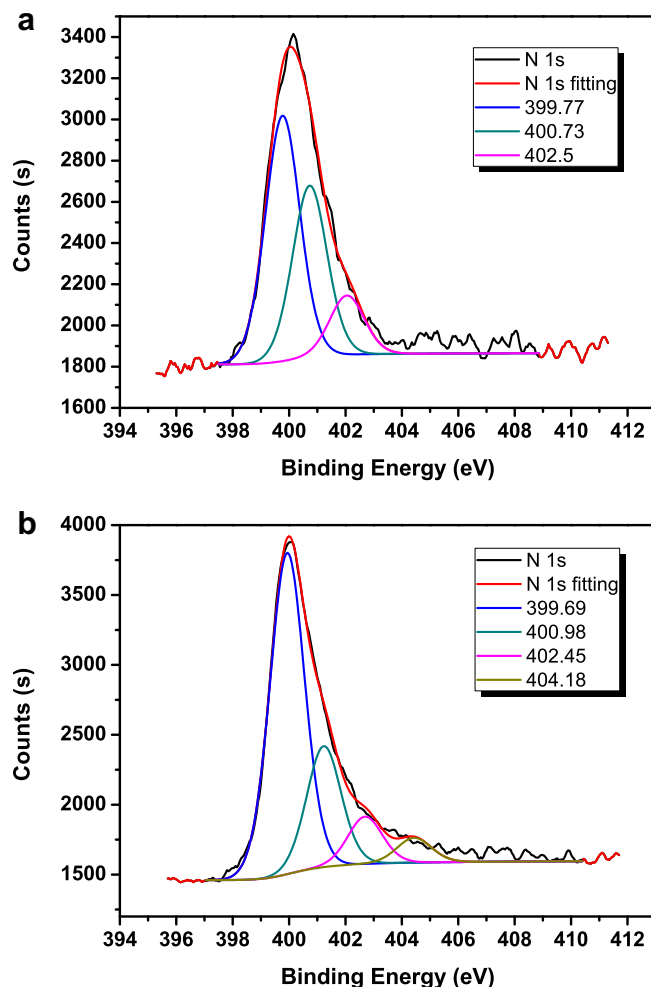 a
3400
3200
3000
2800
2600
2400
2200
2000
1800
1600
Counts (s)
N 1s
N 1s fitting
399.77
400.73
402.5
394 396 398 400 402 404 406 408 410 412
Binding Energy (eV)
b
4000
3500
3000
2500
2000
1500
Counts (s)
N 1s
N 1s fitting
399.69
400.98
402.45
404.18
394 396 398 400 402 404 406 408 410 412
Binding Energy (eV)